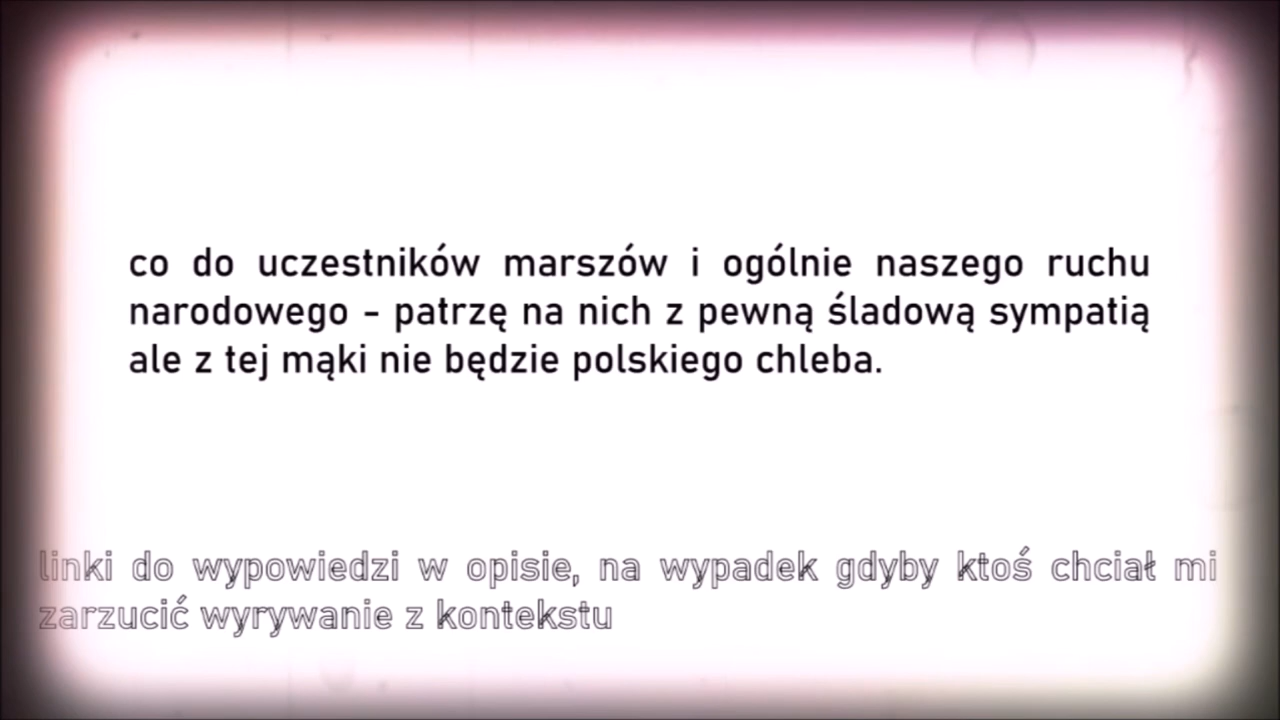 co do uczestników marszów i ogólnie naszego ruchu
narodowego - patrzę na nich z pewną śladową sympatią
ale z tej mąki nie będzie polskiego chleba.
linki do wypowiedzi w opisie, na wypadek gdyby ktoś chciał mi
zarzucić wyrywanie z kontekstu